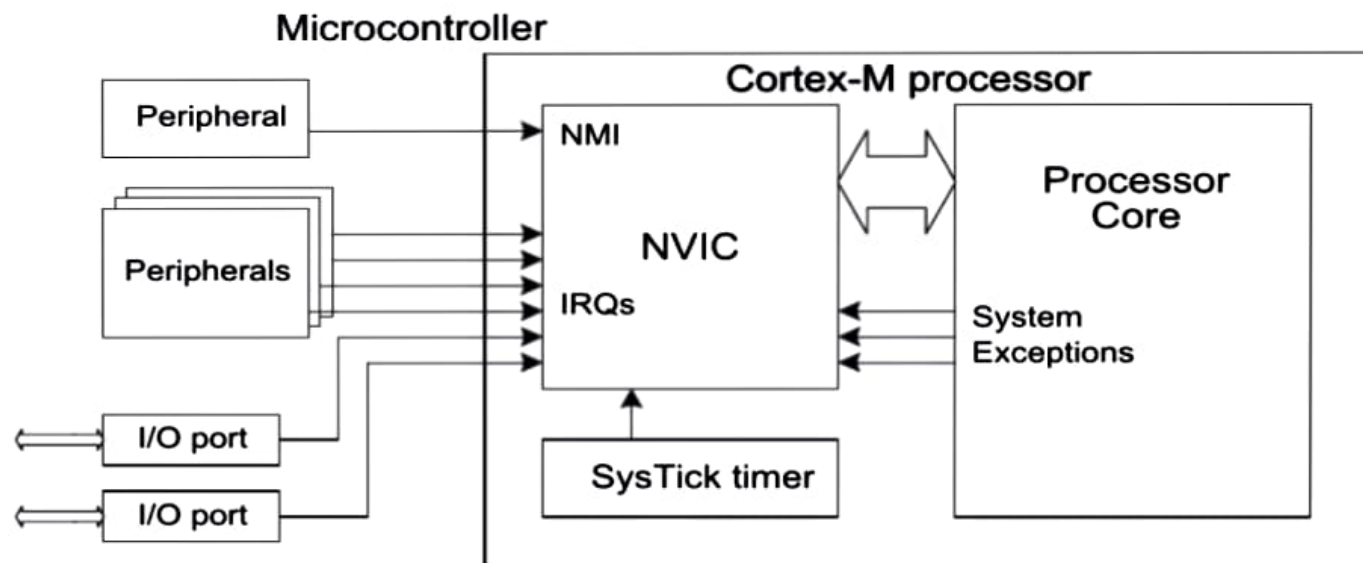 Microcontroller
Cortex-M processor
Peripheral
NMI
Processor
Core
NVIC
Peripherals
IRQs
System
Exceptions
I/O port
SysTick timer
I/O port